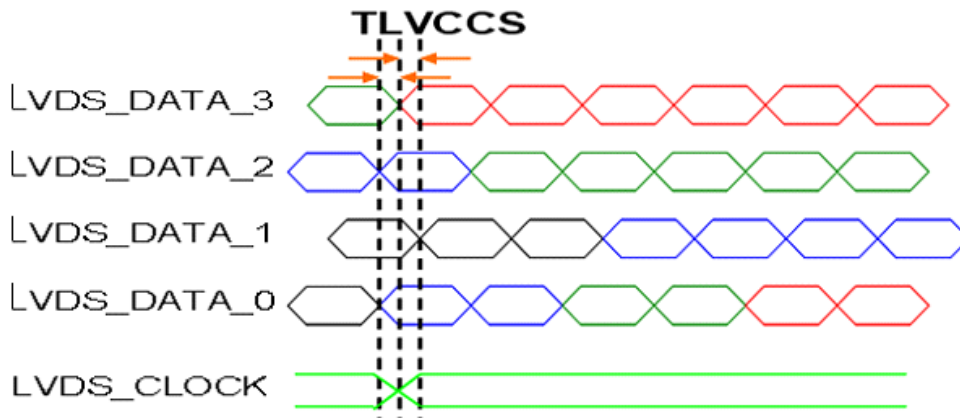 TLVCCS
LVDS_DATA_3
LVDS_DATA_2
LVDS_DATA_1
LVDS_DATA_0
LVDS_CLOCK